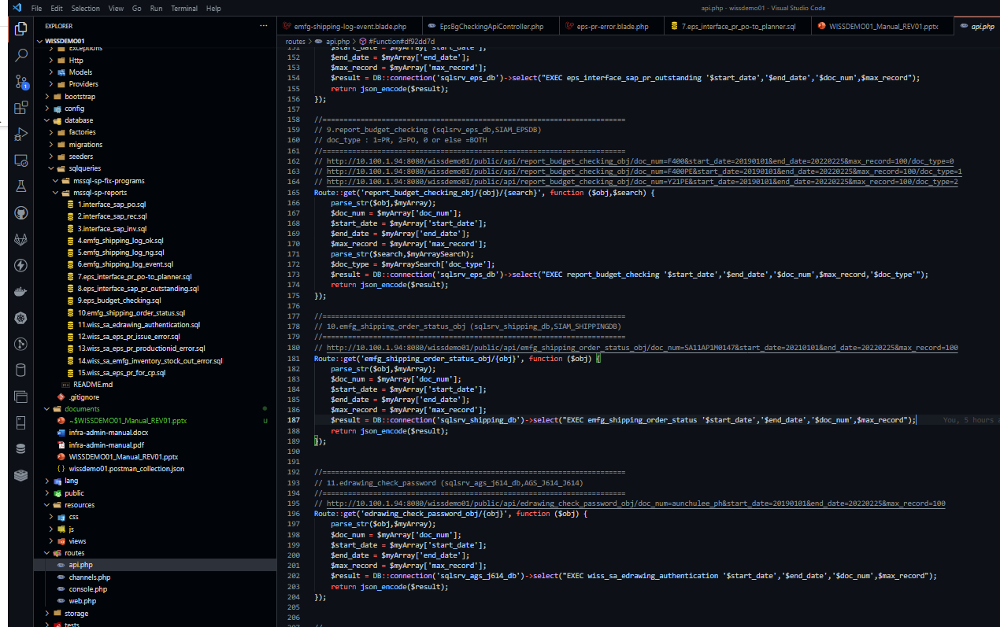 File Edit Selection View Go Run Terminal Help
api.php - wissdemo01 - Visual Studio Code
EXPLORER
WISSDEMO01
Exceptions
Http
Models
Providers
bootstrap
config
database
factories
migrations
seeders
sqlqueries
mssql-sp-fix-programs
mssql-sp-reports
1.interface_sap_po.sql
2.interface_sap_rec.sql
3.interface_sap_inv.sql
4.emfg_shipping_log_ok.sql
5.emfg_shipping_log_ng.sql
6.emfg_shipping_log_event.sql
7.eps_interface_pr_po-to_planner.sql
8.eps_interface_sap_pr_outstanding.sql
9.eps_budget_checking.sql
10.emfg_shipping_order_status.sql
11.wiss_sa_edrawing_authentication.sql
12.wiss_sa_eps_pr_issue_error.sql
13.wiss_sa_eps_pr_productionid_error.sql
14.wiss_sa_emfg_inventory_stock_out_error.sql
15.wiss_sa_eps_pr_for_cp.sql
README.md
.gitignore
documents
~$WISSDEMO01_Manual_REV01.pptx U
infra-admin-manual.docx
infra-admin-manual.pdf
WISSDEMO01_Manual_REV01.pptx
wissdemo01.postman_collection.json
lang
public
resources
css
js
views
routes
api.php
channels.php
console.php
web.php
storage
tests
1
emfg-shipping-log-event.blade.php EpsBgCheckingApiController.php eps-pr-error.blade.php 7.eps_interface_pr_po-to_planner.sql WISSDEMO01_Manual_REV01.pptx api.php
routes > api.php > #Function#df92dd7d
151 $start_date = $myArray['start_date'];
152 $end_date = $myArray['end_date'];
153 $max_record = $myArray['max_record'];
154 $result = DB::connection('sqlsrv_eps_db')->select("EXEC eps_interface_sap_pr_outstanding '$start_date','$end_date','$doc_num',$max_record");
155 return json_encode($result);
156 });
157
158 //========================================================================
159 // 9.report_budget_checking (sqlsrv_eps_db,SIAM_EPSDB)
160 // doc_type : 1=PR, 2=PO, 0 or else =BOTH
161 //========================================================================
162 // http://10.100.1.94:8080/wissdemo01/public/api/report_budget_checking_obj/doc_num=F400&start_date=20190101&end_date=20220225&max_record=100/doc_type=0
163 // http://10.100.1.94:8080/wissdemo01/public/api/report_budget_checking_obj/doc_num=F400PE&start_date=20190101&end_date=20220225&max_record=100/doc_type=1
164 // http://10.100.1.94:8080/wissdemo01/public/api/report_budget_checking_obj/doc_num=Y21PE&start_date=20190101&end_date=20220225&max_record=100/doc_type=2
165 Route::get('report_budget_checking_obj/{obj}/{search}', function ($obj,$search) {
166 parse_str($obj,$myArray);
167 $doc_num = $myArray['doc_num'];
168 $start_date = $myArray['start_date'];
169 $end_date = $myArray['end_date'];
170 $max_record = $myArray['max_record'];
171 parse_str($search,$myArraySearch);
172 $doc_type = $myArraySearch['doc_type'];
173 $result = DB::connection('sqlsrv_eps_db')->select("EXEC report_budget_checking '$start_date','$end_date','$doc_num',$max_record,'$doc_type'");
174 return json_encode($result);
175 });
176
177 //========================================================================
178 // 10.emfg_shipping_order_status_obj (sqlsrv_shipping_db,SIAM_SHIPPINGDB)
179 //========================================================================
180 // http://10.100.1.94:8080/wissdemo01/public/api/emfg_shipping_order_status_obj/doc_num=SA11AP1M0147&start_date=20210101&end_date=20220225&max_record=100
181 Route::get('emfg_shipping_order_status_obj/{obj}', function ($obj) {
182 parse_str($obj,$myArray);
183 $doc_num = $myArray['doc_num'];
184 $start_date = $myArray['start_date'];
185 $end_date = $myArray['end_date'];
186 $max_record = $myArray['max_record'];
187 $result = DB::connection('sqlsrv_shipping_db')->select("EXEC emfg_shipping_order_status '$start_date','$end_date','$doc_num',$max_record"); You, 5 hours
188 return json_encode($result);
189 });
190
191
192 //========================================================================
193 // 11.edrawing_check_password (sqlsrv_ags_j614_db,AGS_J614_J614)
194 //========================================================================
195 // http://10.100.1.94:8080/wissdemo01/public/api/edrawing_check_password_obj/doc_num=aunchulee_ph&start_date=20190101&end_date=20220225&max_record=100
196 Route::get('edrawing_check_password_obj/{obj}', function ($obj) {
197 parse_str($obj,$myArray);
198 $doc_num = $myArray['doc_num'];
199 $start_date = $myArray['start_date'];
200 $end_date = $myArray['end_date'];
201 $max_record = $myArray['max_record'];
202 $result = DB::connection('sqlsrv_ags_j614_db')->select("EXEC wiss_sa_edrawing_authentication '$start_date','$end_date','$doc_num',$max_record");
203 return json_encode($result);
204 });
205
206